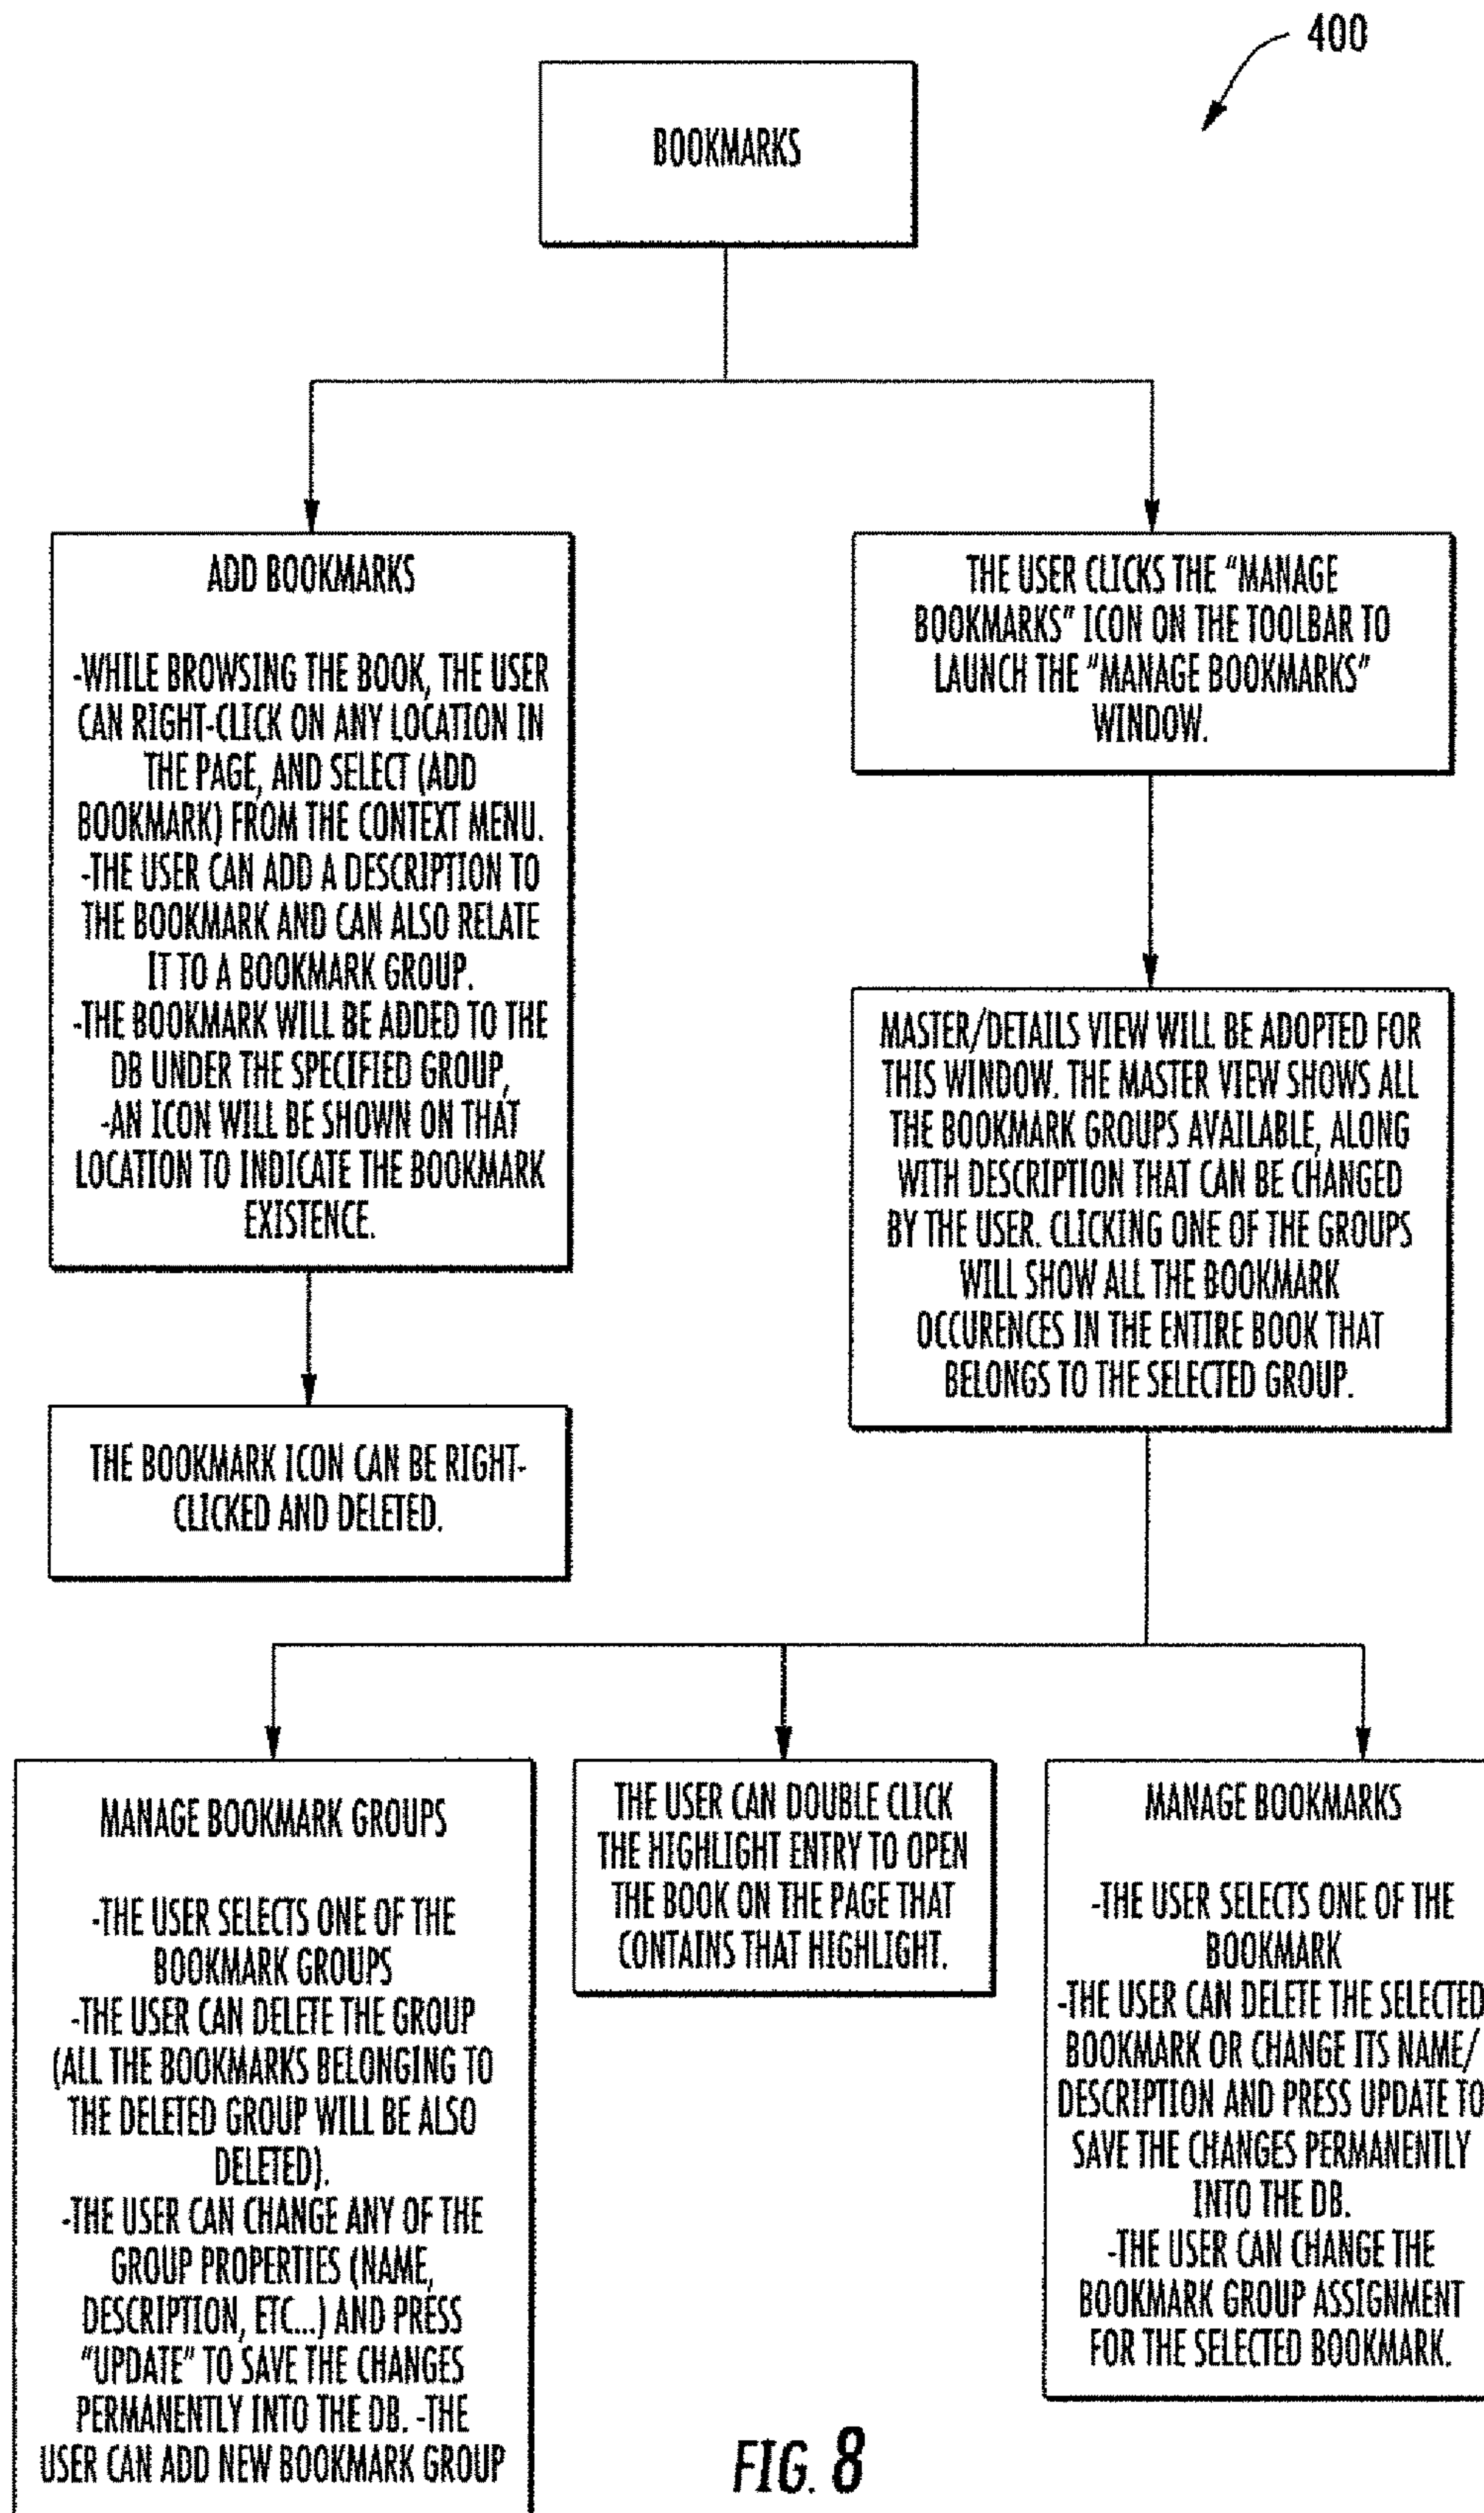 400
BOOKMARKS
ADD BOOKMARKS
-WHILE BROWSING THE BOOK, THE USER
CAN RIGHT-CLICK ON ANY LOCATION IN
THE PAGE, AND SELECT (ADD
BOOKMARK) FROM THE CONTEXT MENU.
-THE USER CAN ADD A DESCRIPTION TO
THE BOOKMARK AND CAN ALSO RELATE
IT TO A BOOKMARK GROUP.
-THE BOOKMARK WILL BE ADDED TO THE
DB UNDER THE SPECIFIED GROUP,
-AN ICON WILL BE SHOWN ON THAT
LOCATION TO INDICATE THE BOOKMARK
EXISTENCE.
THE BOOKMARK ICON CAN BE RIGHT-
CLICKED AND DELETED.
THE USER CLICKS THE "MANAGE
BOOKMARKS" ICON ON THE TOOLBAR TO
LAUNCH THE "MANAGE BOOKMARKS"
WINDOW.
MASTER/DETAILS VIEW WILL BE ADOPTED FOR
THIS WINDOW. THE MASTER VIEW SHOWS ALL
THE BOOKMARK GROUPS AVAILABLE, ALONG
WITH DESCRIPTION THAT CAN BE CHANGED
BY THE USER. CLICKING ONE OF THE GROUPS
WILL SHOW ALL THE BOOKMARK
OCCURENCES IN THE ENTIRE BOOK THAT
BELONGS TO THE SELECTED GROUP.
MANAGE BOOKMARK GROUPS
-THE USER SELECTS ONE OF THE
BOOKMARK GROUPS
-THE USER CAN DELETE THE GROUP
(ALL THE BOOKMARKS BELONGING TO
THE DELETED GROUP WILL BE ALSO
DELETED).
-THE USER CAN CHANGE ANY OF THE
GROUP PROPERTIES (NAME,
DESCRIPTION, ETC...) AND PRESS
"UPDATE" TO SAVE THE CHANGES
PERMANENTLY INTO THE DB. -THE
USER CAN ADD NEW BOOKMARK GROUP
THE USER CAN DOUBLE CLICK
THE HIGHLIGHT ENTRY TO OPEN
THE BOOK ON THE PAGE THAT
CONTAINS THAT HIGHLIGHT.
MANAGE BOOKMARKS
-THE USER SELECTS ONE OF THE
BOOKMARK
-THE USER CAN DELETE THE SELECTED
BOOKMARK OR CHANGE ITS NAME/
DESCRIPTION AND PRESS UPDATE TO
SAVE THE CHANGES PERMANENTLY
INTO THE DB.
-THE USER CAN CHANGE THE
BOOKMARK GROUP ASSIGNMENT
FOR THE SELECTED BOOKMARK.
FIG. 8